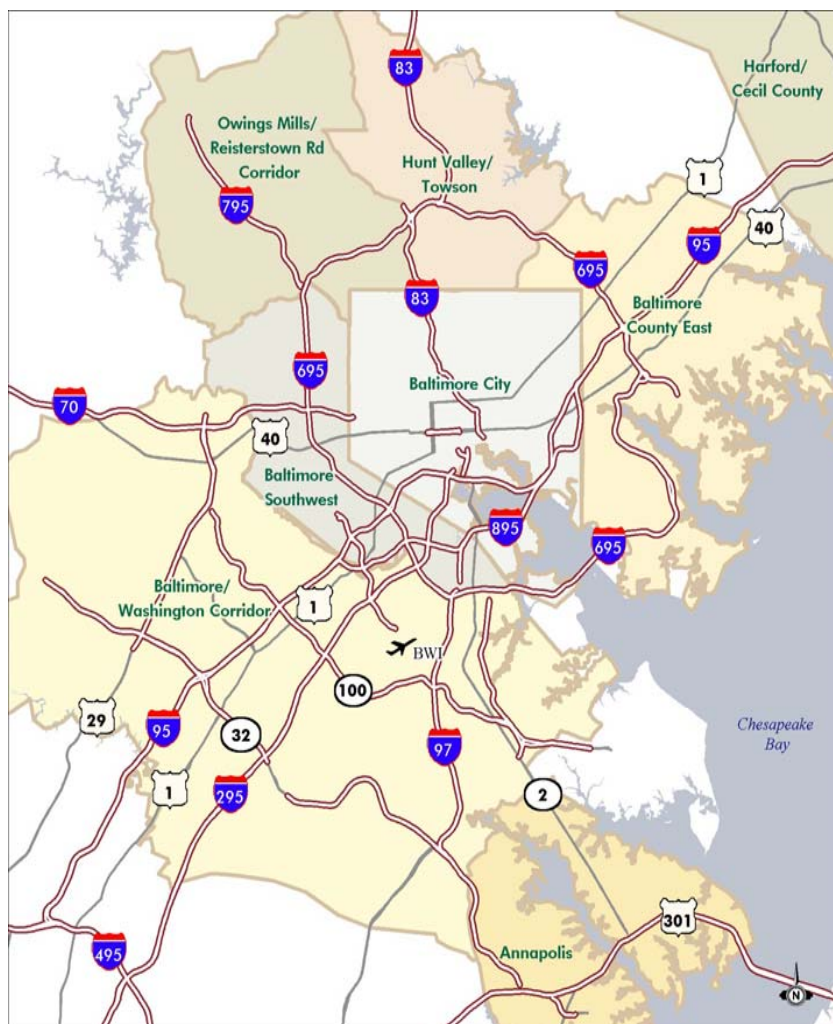 83
Harford/
Cecil County
Owings Mills/
Reisterstown Rd
Corridor
Hunt Valley/
Towson
1
795
40
95
695
83
Baltimore
County East
695
Baltimore City
70
40
Baltimore
Southwest
895
695
Baltimore/
Washington Corridor
1
BWI
100
29
95
32
97
Chesapeake
Bay
1
295
2
301
495
Annapolis
N